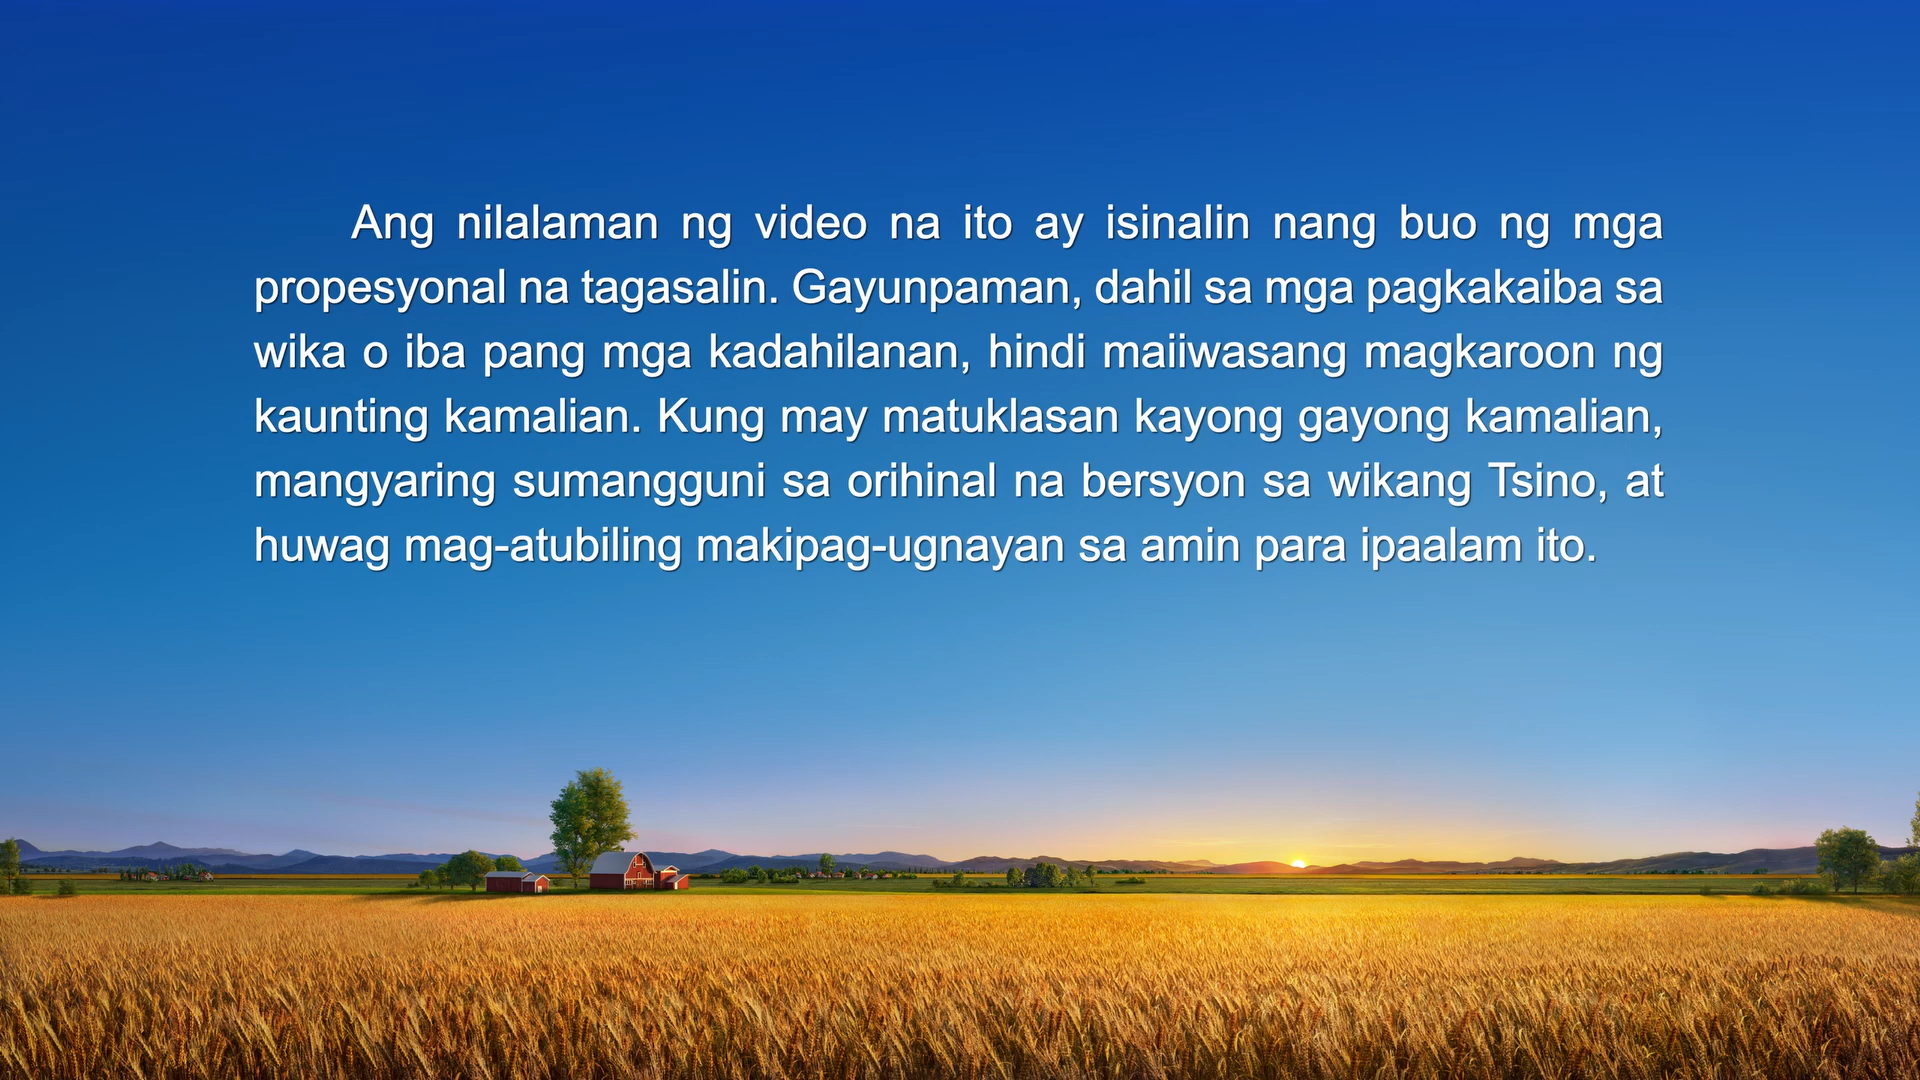 Ang nilalaman ng video na ito ay isinalin nang buo ng mga
propesyonal na tagasalin. Gayunpaman, dahil sa mga pagkakaiba sa
wika o iba pang mga kadahilanan, hindi maiiwasang magkaroon ng
kaunting kamalian. Kung may matuklasan kayong gayong kamalian,
mangyaring sumangguni sa orihinal na bersyon sa wikang Tsino, at
huwag mag-atubiling makipag-ugnayan sa amin para ipaalam ito.